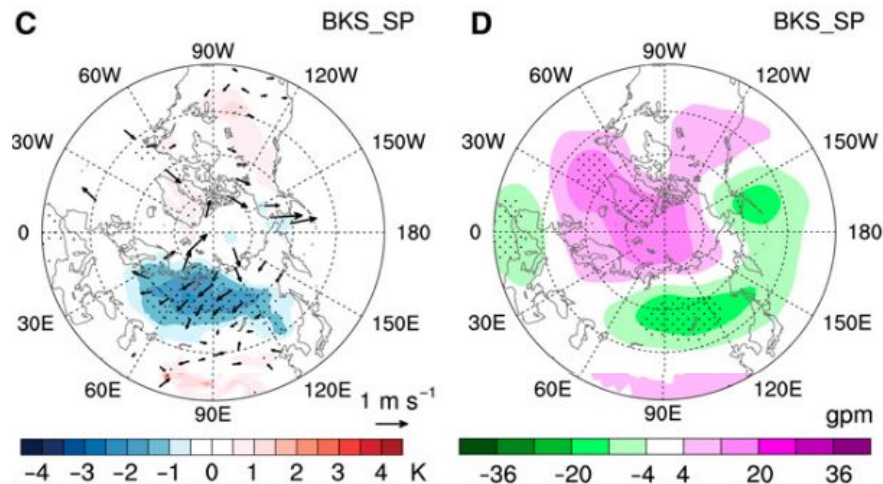 C BKS_SP
90W
60W 120W
30W 150W
0 180
30E 150E
60E 120E
90E
1 m s⁻¹
−4 −3 −2 −1 0 1 2 3 4 K
D BKS_SP
90W
60W 120W
30W 150W
0 180
30E 150E
60E 120E
90E
gpm
−36 −20 −4 4 20 36